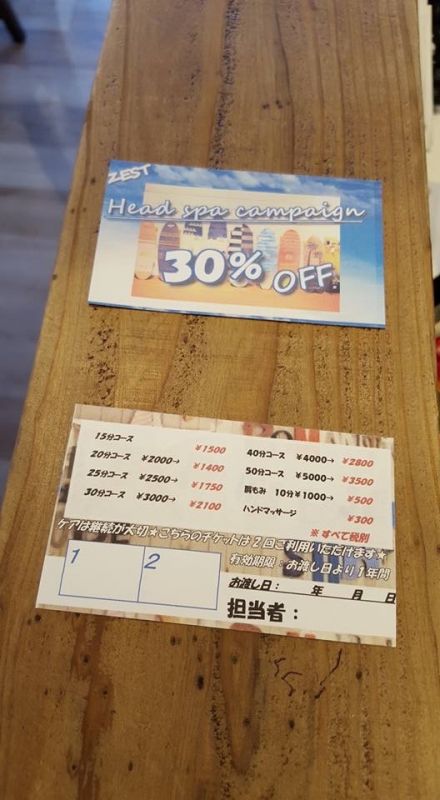 ZEST
Head spa campaign
30% OFF
15分コース ¥1500
20分コース ¥2000→ ¥1400
25分コース ¥2500→ ¥1750
30分コース ¥3000→ ¥2100
40分コース ¥4000→ ¥2800
50分コース ¥5000→ ¥3500
肩もみ 10分¥1000→ ¥500
ハンドマッサージ ¥300
※ すべて税別
ケアは継続が大切★こちらのチケットは2回ご利用いただけます★
有効期限:お渡し日より1年間
1 2
お渡し日: 年 月 日
担当者: